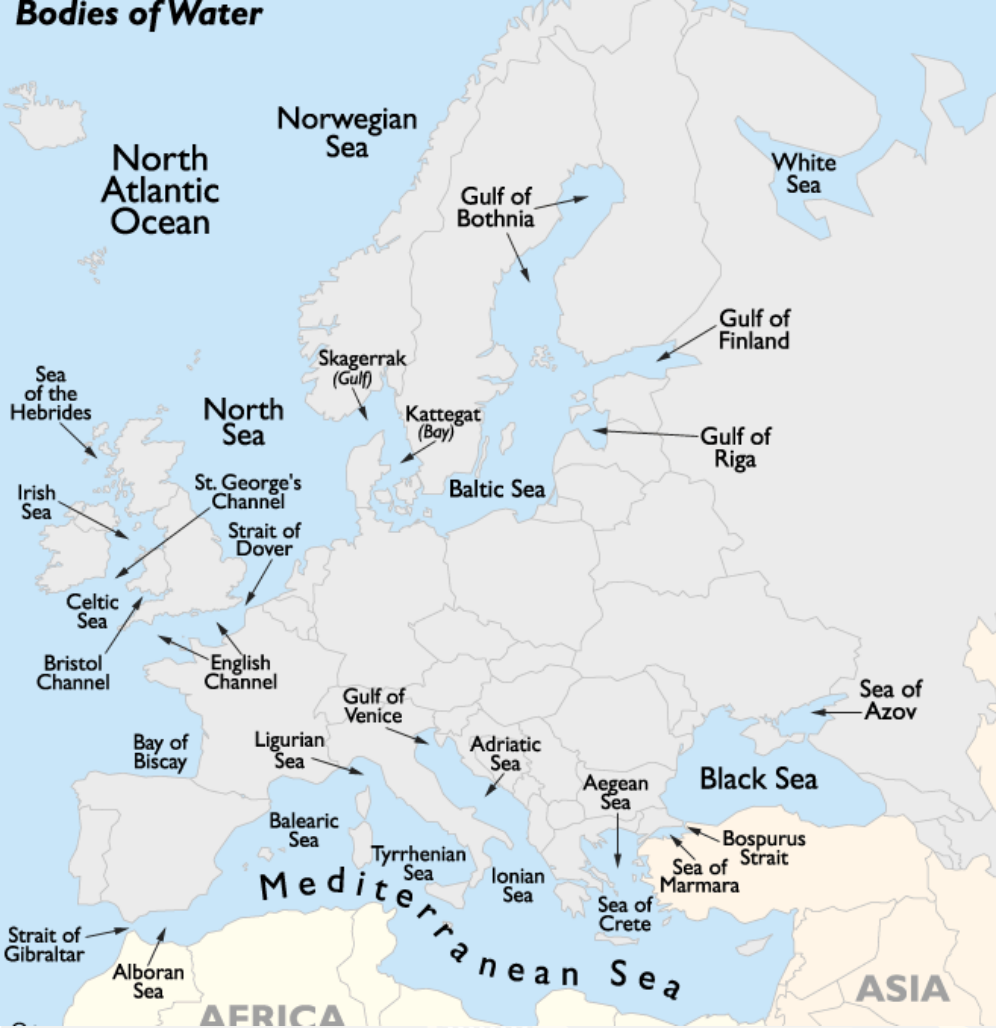 Bodies of Water
Norwegian
Sea
North
Atlantic
Ocean
White
Sea
Gulf of
Bothnia
Gulf of
Finland
Skagerrak
(Gulf)
Sea
of the
Hebrides
North
Sea
Kattegat
(Bay)
Gulf of
Riga
St. George's
Channel
Irish
Sea
Baltic Sea
Strait of
Dover
Celtic
Sea
Bristol
Channel
English
Channel
Gulf of
Venice
Sea of
Azov
Bay of
Biscay
Ligurian
Sea
Adriatic
Sea
Aegean
Sea
Black Sea
Balearic
Sea
Tyrrhenian
Sea
Ionian
Sea
Bospurus
Strait
Sea of
Marmara
Mediterranean Sea
Sea of
Crete
Strait of
Gibraltar
Alboran
Sea
ASIA
AFRICA